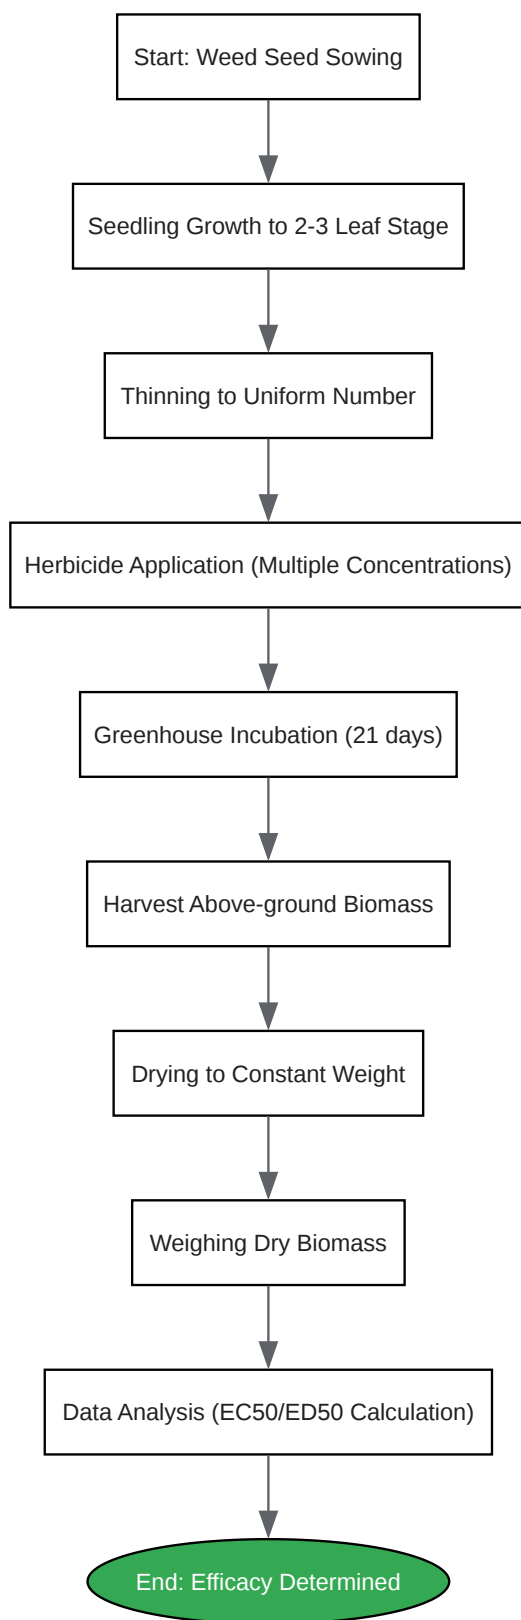 Start: Weed Seed Sowing
Seedling Growth to 2-3 Leaf Stage
Thinning to Uniform Number
Herbicide Application (Multiple Concentrations)
Greenhouse Incubation (21 days)
Harvest Above-ground Biomass
Drying to Constant Weight
Weighing Dry Biomass
Data Analysis (EC50/ED50 Calculation)
End: Efficacy Determined